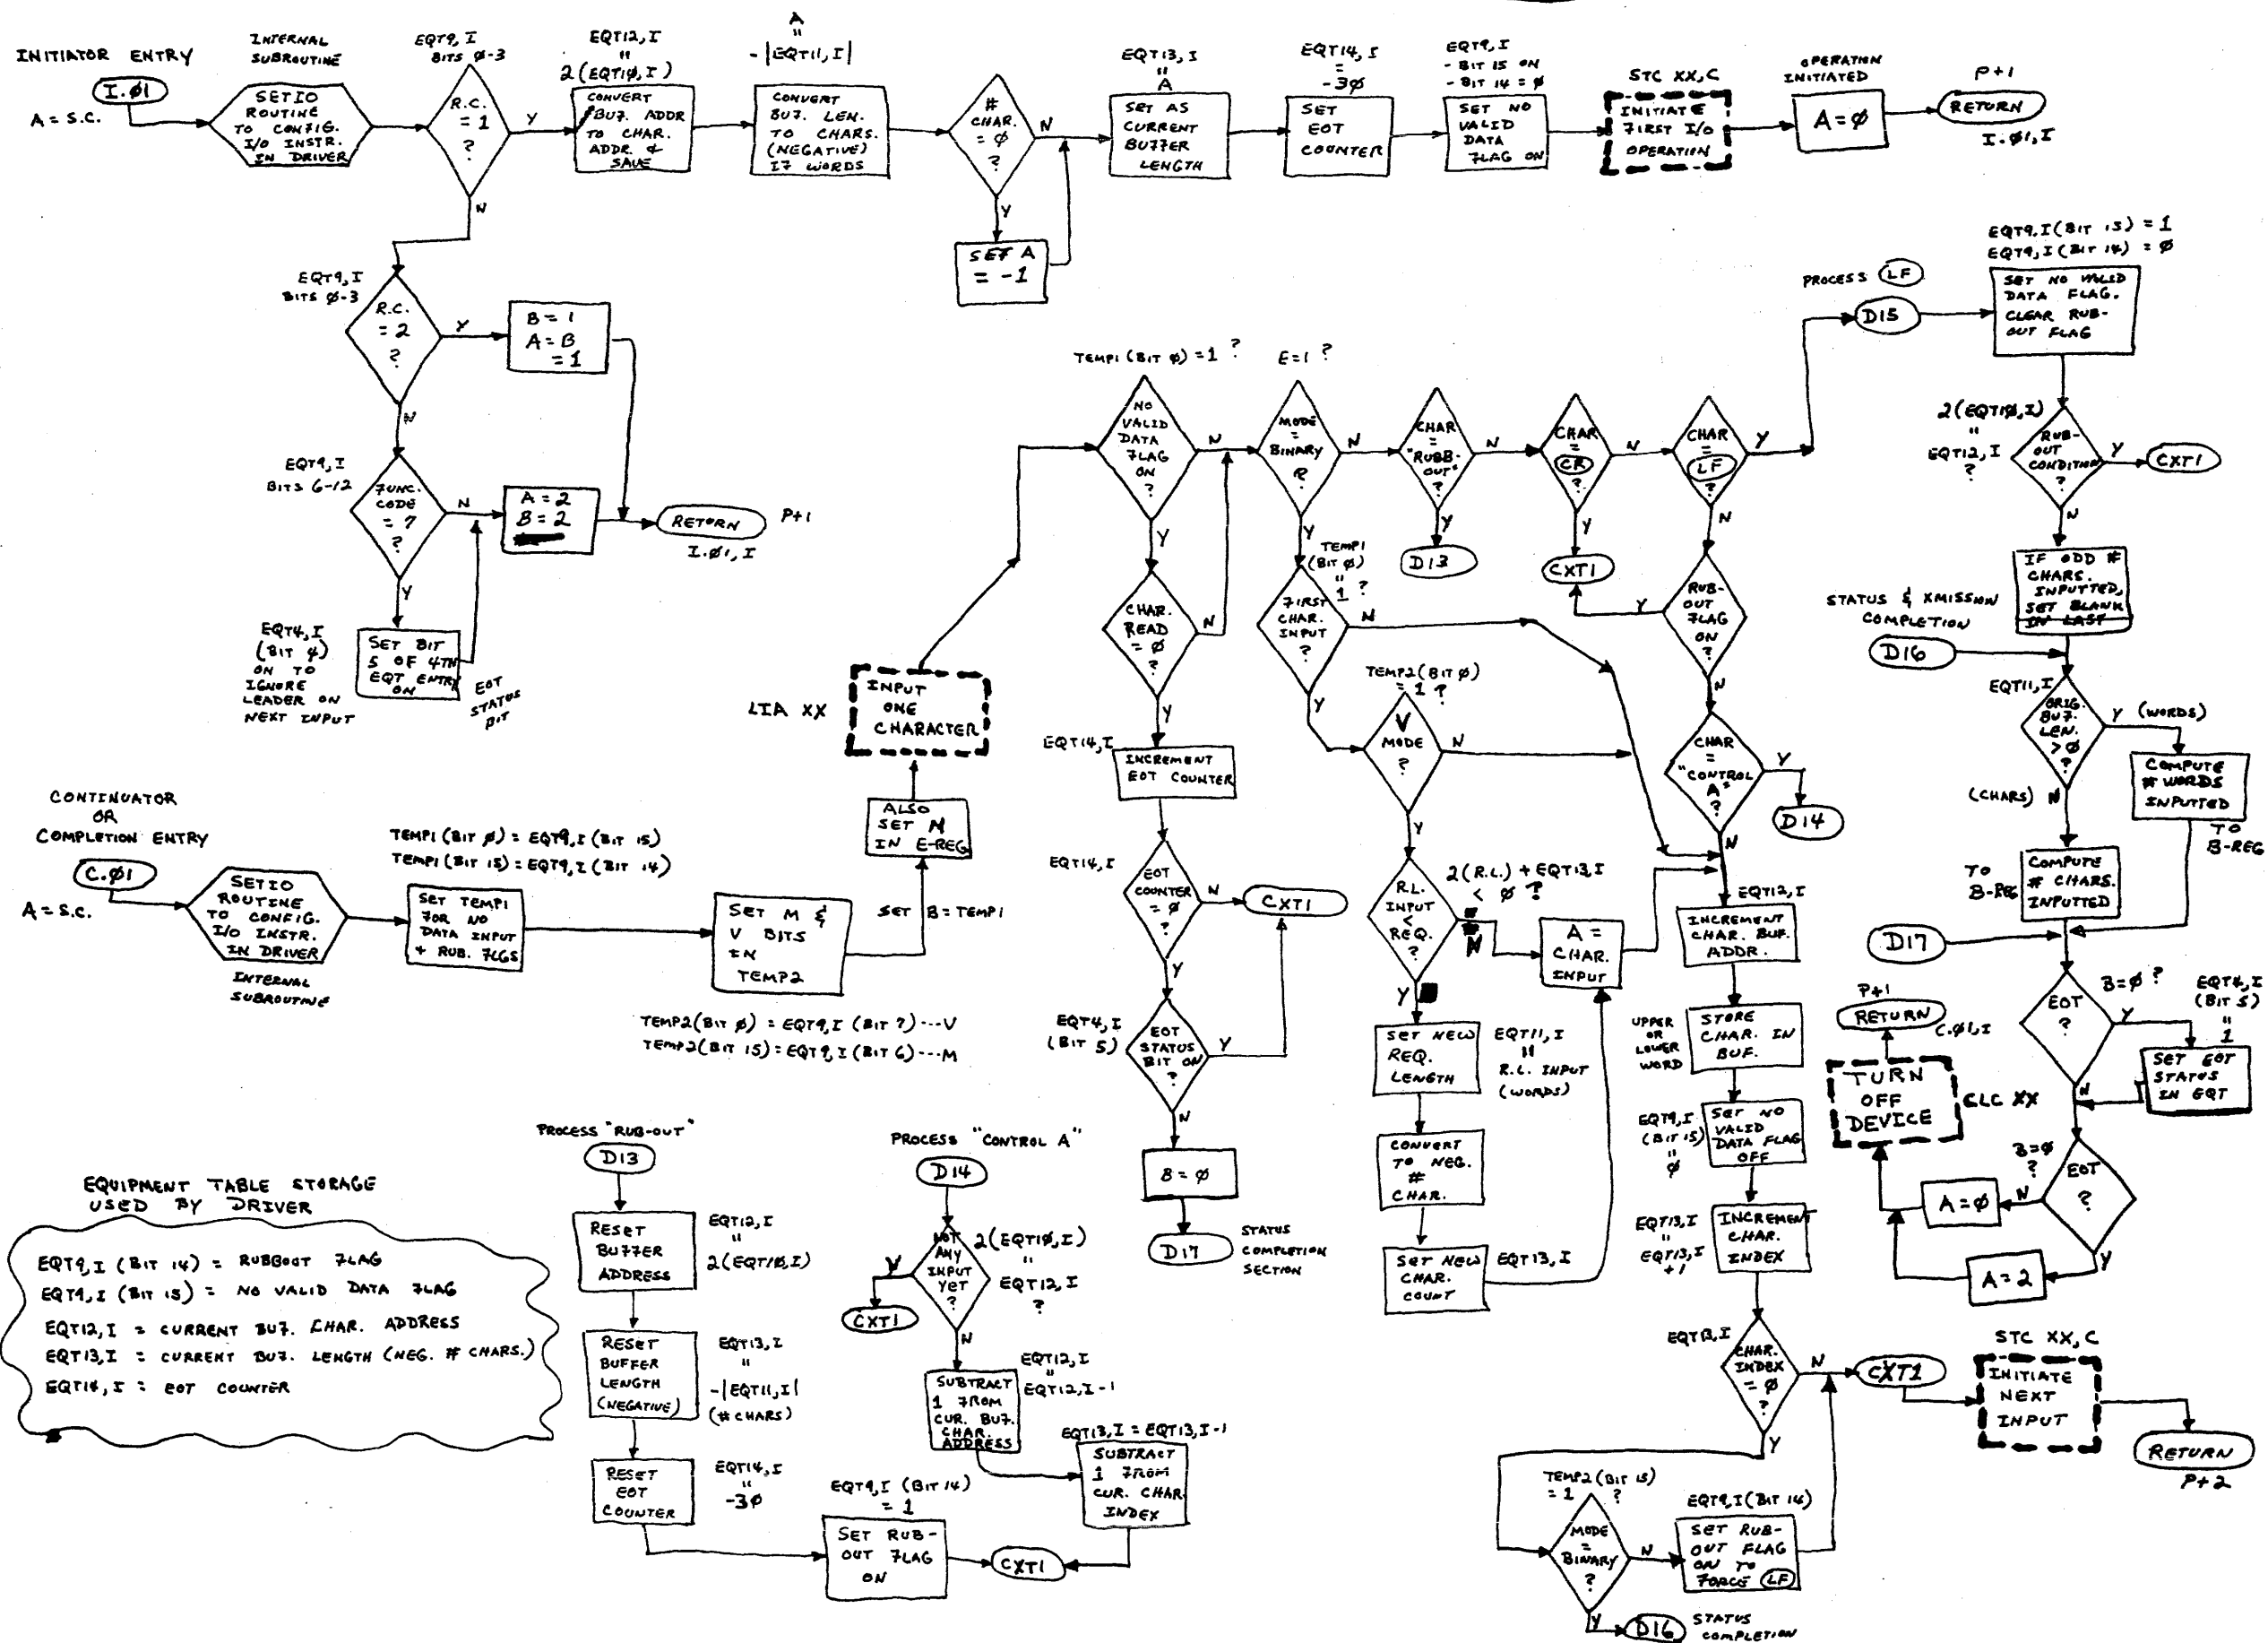 INITIATOR ENTRY
I.Ø1
A = S.C.
INTERNAL
SUBROUTINE
SETIO
ROUTINE
TO CONFIG.
I/O INSTR.
IN DRIVER
EQT9, I
BITS Ø-3
R.C.
= 1
?
Y
N
EQT12, I
"
2(EQT1Ø, I)
CONVERT
BUF. ADDR
TO CHAR.
ADDR. &
SAVE
A
"
-|EQT11, I|
CONVERT
BUF. LEN.
TO CHARS.
(NEGATIVE)
IF WORDS
#
CHAR.
= Ø
?
N
Y
SET A
= -1
EQT13, I
"
A
SET AS
CURRENT
BUFFER
LENGTH
EQT14, I
=
-3Ø
SET
EOT
COUNTER
EQT9, I
- BIT 15 ON
- BIT 14 = Ø
SET NO
VALID
DATA
FLAG ON
STC XX, C
INITIATE
FIRST I/O
OPERATION
OPERATION
INITIATED
A = Ø
P+1
RETURN
I.Ø1, I
EQT9, I
BITS Ø-3
R.C.
= 2
?
Y
N
B = 1
A = B
= 1
EQT9, I
BITS 6-12
FUNC.
CODE
= 7
?
N
Y
A = 2
B = 2
RETURN
P+1
I.Ø1, I
EQT4, I
(BIT 4)
ON TO
IGNORE
LEADER ON
NEXT INPUT
SET BIT
5 OF 4TH
EQT ENTRY
ON
EOT
STATUS
BIT
CONTINUATOR
OR
COMPLETION ENTRY
C.Ø1
A = S.C.
SETIO
ROUTINE
TO CONFIG.
I/O INSTR.
IN DRIVER
INTERNAL
SUBROUTINE
TEMP1 (BIT Ø) = EQT9, I (BIT 15)
TEMP1 (BIT 15) = EQT9, I (BIT 14)
SET TEMP1
FOR NO
DATA INPUT
& RUB. FLGS
SET M &
V BITS
IN
TEMP2
TEMP2 (BIT Ø) = EQT9, I (BIT 7) --- V
TEMP2 (BIT 15) = EQT9, I (BIT 6) --- M
SET B = TEMP1
ALSO
SET M
IN E-REG
LIA XX
INPUT
ONE
CHARACTER
TEMP1 (BIT Ø) = 1 ?
NO
VALID
DATA
FLAG
ON
?
N
Y
CHAR.
READ
= Ø
?
N
Y
EQT14, I
INCREMENT
EOT COUNTER
EQT14, I
EOT
COUNTER
= Ø
?
N
CXT1
Y
EQT4, I
(BIT 5)
EOT
STATUS
BIT ON
?
Y
N
B = Ø
D17
STATUS
COMPLETION
SECTION
E=1 ?
MODE
=
BINARY
?
N
Y
CHAR
=
"RUBB-
OUT"
?
N
Y
D13
CHAR
=
CR
?
N
Y
CXT1
CHAR
=
LF
?
Y
N
RUB-
OUT
FLAG
ON
?
Y
N
CHAR
=
"CONTROL
A"
?
Y
D14
N
TEMP1
(BIT Ø)
"
1 ?
FIRST
CHAR.
INPUT
?
N
Y
TEMP2 (BIT Ø)
= 1 ?
V
MODE
?
N
Y
2(R.L.) + EQT13, I
< Ø ?
R.L.
INPUT
<
REQ.
?
N
Y
A =
CHAR.
INPUT
SET NEW
REQ.
LENGTH
EQT11, I
"
R.L. INPUT
(WORDS)
CONVERT
TO NEG.
#
CHAR.
SET NEW
CHAR.
COUNT
EQT13, I
EQT12, I
INCREMENT
CHAR. BUF.
ADDR.
UPPER
OR
LOWER
WORD
STORE
CHAR. IN
BUF.
EQT9, I
(BIT 15)
"
Ø
SET NO
VALID
DATA FLAG
OFF
EQT13, I
"
EQT13, I
+1
INCREMENT
CHAR.
INDEX
EQT13, I
CHAR.
INDEX
= Ø
?
N
CXT1
Y
STC XX, C
INITIATE
NEXT
INPUT
RETURN
P+2
TEMP2 (BIT 15)
= 1 ?
MODE
=
BINARY
?
N
Y
EQT9, I (BIT 14)
SET RUB-
OUT FLAG
ON TO
FORCE LF
D16
STATUS
COMPLETION
PROCESS LF
D15
EQT9, I (BIT 15) = 1
EQT9, I (BIT 14) = Ø
SET NO VALID
DATA FLAG.
CLEAR RUB-
OUT FLAG
2(EQT1Ø, I)
"
EQT12, I
?
RUB-
OUT
CONDITION
?
Y
CXT1
N
IF ODD #
CHARS.
INPUTTED,
SET BLANK
IN LAST
STATUS & XMISSION
COMPLETION
D16
EQT11, I
ORIG.
BUF.
LEN.
> Ø
?
Y (WORDS)
(CHARS) N
COMPUTE
# WORDS
INPUTTED
TO
B-REG
TO
B-REG
COMPUTE
# CHARS.
INPUTTED
D17
B=Ø ?
EOT
?
Y
N
EQT4, I
(BIT 5)
"
1
SET EOT
STATUS
IN EQT
P+1
RETURN
C.Ø1, I
TURN
OFF
DEVICE
CLC XX
B=Ø
?
EOT
?
N
A = Ø
Y
A = 2
PROCESS "RUB-OUT"
D13
RESET
BUFFER
ADDRESS
EQT12, I
"
2(EQT1Ø, I)
RESET
BUFFER
LENGTH
(NEGATIVE)
EQT13, I
"
-|EQT11, I|
(# CHARS)
RESET
EOT
COUNTER
EQT14, I
"
-3Ø
EQT9, I (BIT 14)
= 1
SET RUB-
OUT FLAG
ON
CXT1
PROCESS "CONTROL A"
D14
NOT
ANY
INPUT
YET
?
2(EQT1Ø, I)
"
EQT12, I
?
Y
CXT1
N
SUBTRACT
1 FROM
CUR. BUF.
CHAR.
ADDRESS
EQT12, I
"
EQT12, I-1
EQT13, I = EQT13, I-1
SUBTRACT
1 FROM
CUR. CHAR
INDEX
EQUIPMENT TABLE STORAGE
USED BY DRIVER
EQT9, I (BIT 14) = RUBBOUT FLAG
EQT9, I (BIT 15) = NO VALID DATA FLAG
EQT12, I = CURRENT BUF. CHAR. ADDRESS
EQT13, I = CURRENT BUF. LENGTH (NEG. # CHARS.)
EQT14, I = EOT COUNTER